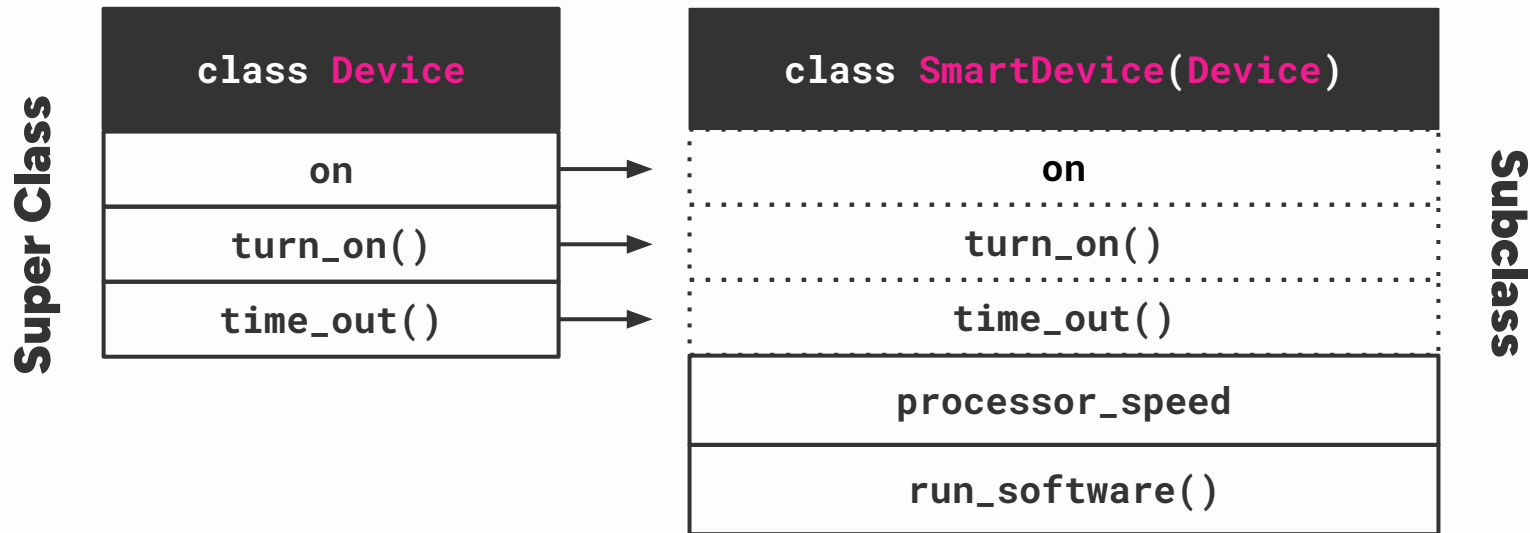 Super Class
class Device
on
turn_on()
time_out()
class SmartDevice(Device)
on
turn_on()
time_out()
processor_speed
run_software()
Subclass